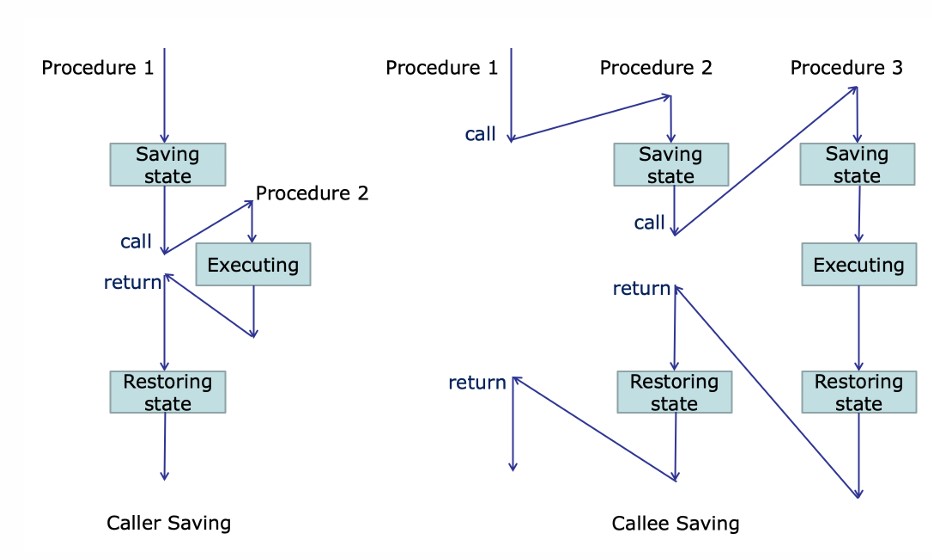 Procedure 1
Saving
state
Procedure 2
call
Executing
return
Restoring
state
Caller Saving
Procedure 1
Procedure 2
Procedure 3
call
Saving
state
Saving
state
call
Executing
return
return
Restoring
state
Restoring
state
Callee Saving